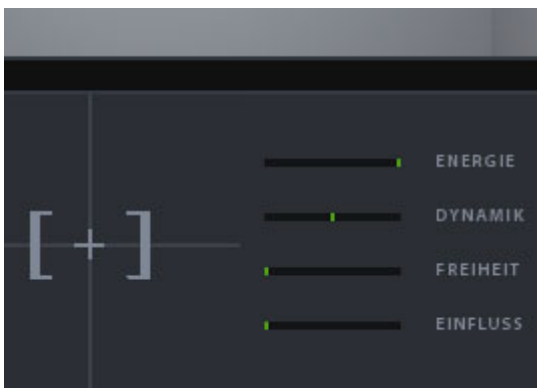 [+]
ENERGIE
DYNAMIK
FREIHEIT
EINFLUSS